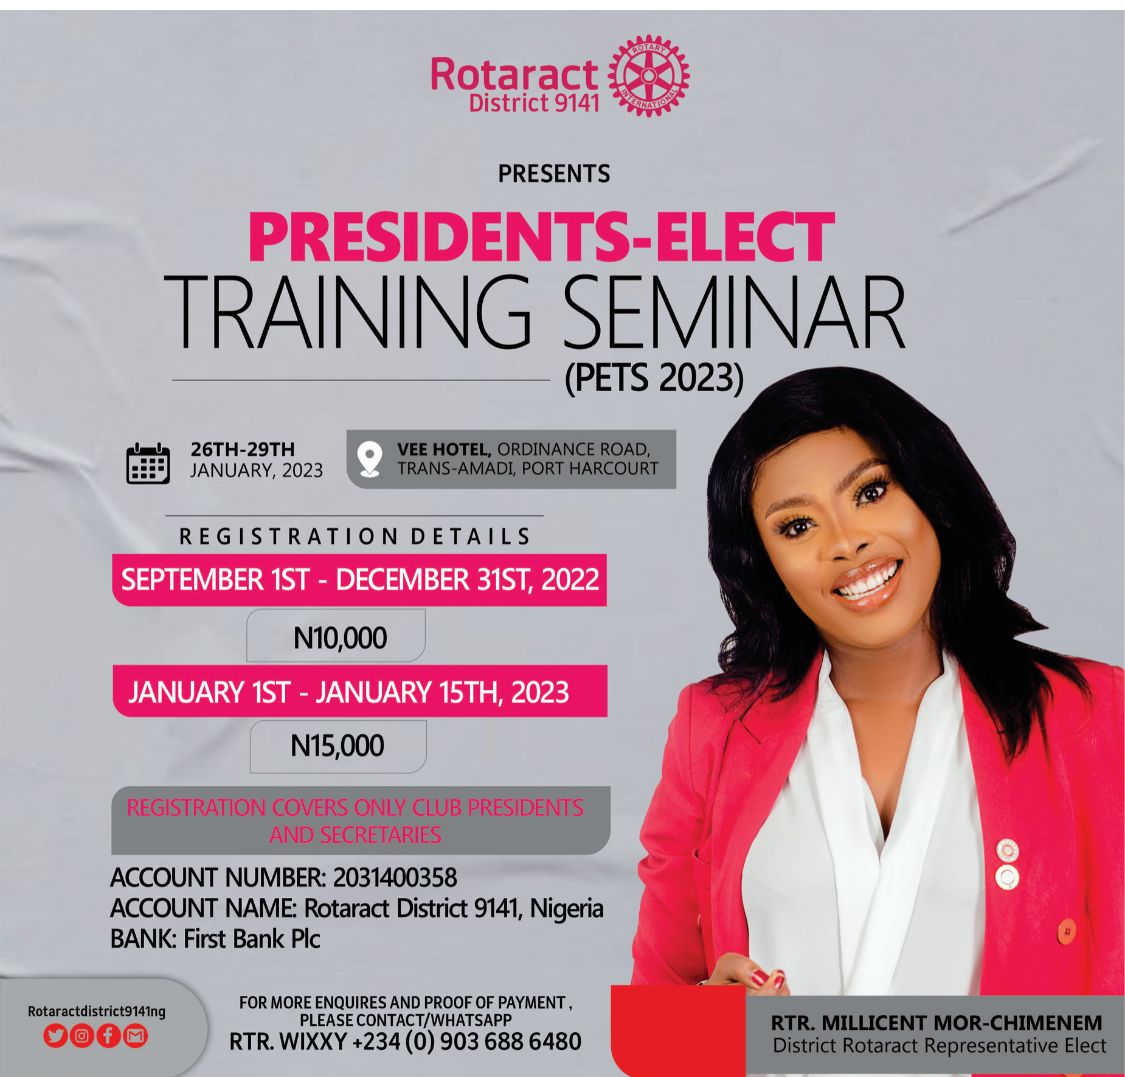 Rotaract
District 9141
ROTARY
INTERNATIONAL
PRESENTS
PRESIDENTS-ELECT
TRAINING SEMINAR
(PETS 2023)
26TH-29TH
JANUARY, 2023
VEE HOTEL, ORDINANCE ROAD,
TRANS-AMADI, PORT HARCOURT
REGISTRATION DETAILS
SEPTEMBER 1ST - DECEMBER 31ST, 2022
N10,000
JANUARY 1ST - JANUARY 15TH, 2023
N15,000
REGISTRATION COVERS ONLY CLUB PRESIDENTS
AND SECRETARIES
ACCOUNT NUMBER: 2031400358
ACCOUNT NAME: Rotaract District 9141, Nigeria
BANK: First Bank Plc
Rotaractdistrict9141ng
FOR MORE ENQUIRES AND PROOF OF PAYMENT ,
PLEASE CONTACT/WHATSAPP
RTR. WIXXY +234 (0) 903 688 6480
RTR. MILLICENT MOR-CHIMENEM
District Rotaract Representative Elect